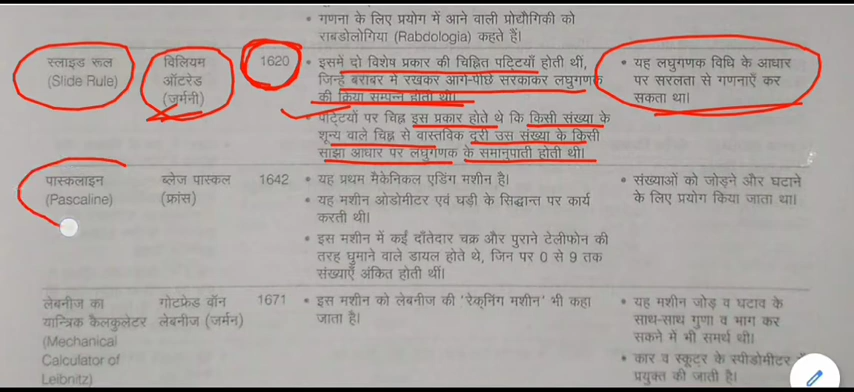 • गणना के लिए प्रयोग में आने वाली प्रौद्योगिकी को
राबडोलोगिया (Rabdologia) कहते हैं।
स्लाइड रूल
(Slide Rule)
विलियम
ऑटरेड
(जर्मनी)
1620
• इसमें दो विशेष प्रकार की चिह्नित पट्टियाँ होती थीं,
जिन्हें बराबर में रखकर आगे-पीछे सरकाकर लघुगणक
की क्रिया सम्पन्न होती थी।
• पट्टियों पर चिह्न इस प्रकार होते थे कि किसी संख्या के
शून्य वाले चिह्न से वास्तविक दूरी उस संख्या के किसी
साझा आधार पर लघुगणक के समानुपाती होती थी।
• यह लघुगणक विधि के आधार
पर सरलता से गणनाएँ कर
सकता था।
पास्कलाइन
(Pascaline)
ब्लेज पास्कल
(फ्रांस)
1642
• यह प्रथम मैकेनिकल एडिंग मशीन है।
• यह मशीन ओडोमीटर एवं घड़ी के सिद्धान्त पर कार्य
करती थी।
• इस मशीन में कईं दाँतेदार चक्र और पुराने टेलीफोन की
तरह घुमाने वाले डायल होते थे, जिन पर 0 से 9 तक
संख्याएँ अंकित होती थीं।
• संख्याओं को जोड़ने और घटाने
के लिए प्रयोग किया जाता था।
लेबनीज का
यान्त्रिक कैलकुलेटर
(Mechanical
Calculator of
Leibnitz)
गोटफ्रेड वॉन
लेबनीज (जर्मन)
1671
• इस मशीन को लेबनीज की 'रेक्निंग मशीन' भी कहा
जाता है।
• यह मशीन जोड़ व घटाव के
साथ-साथ गुणा व भाग कर
सकने में भी समर्थ थी।
• कार व स्कूटर के स्पीडोमीटर
प्रयुक्त की जाती है।